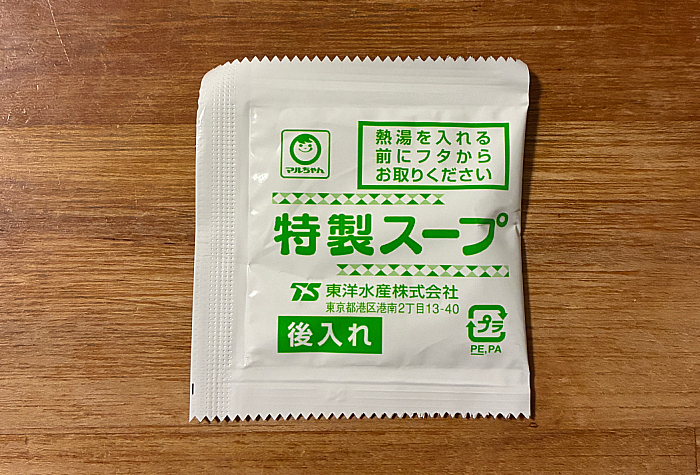 マルちゃん
熱湯を入れる
前にフタから
お取りください
特製スープ
TS 東洋水産株式会社
東京都港区港南2丁目13-40
後入れ
プラ
PE,PA